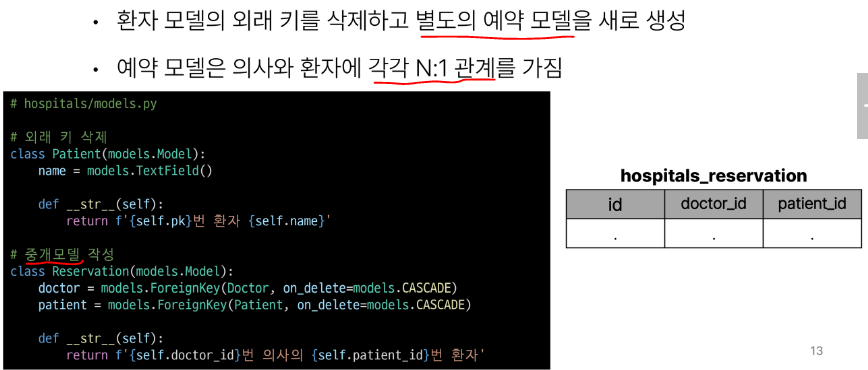 • 환자 모델의 외래 키를 삭제하고 별도의 예약 모델을 새로 생성
• 예약 모델은 의사와 환자에 각각 N:1 관계를 가짐
# hospitals/models.py
# 외래 키 삭제
class Patient(models.Model):
    name = models.TextField()
    def __str__(self):
        return f'{self.pk}번 환자 {self.name}'
# 중개모델 작성
class Reservation(models.Model):
    doctor = models.ForeignKey(Doctor, on_delete=models.CASCADE)
    patient = models.ForeignKey(Patient, on_delete=models.CASCADE)
    def __str__(self):
        return f'{self.doctor_id}번 의사의 {self.patient_id}번 환자'
hospitals_reservation
id doctor_id patient_id
. . .
13